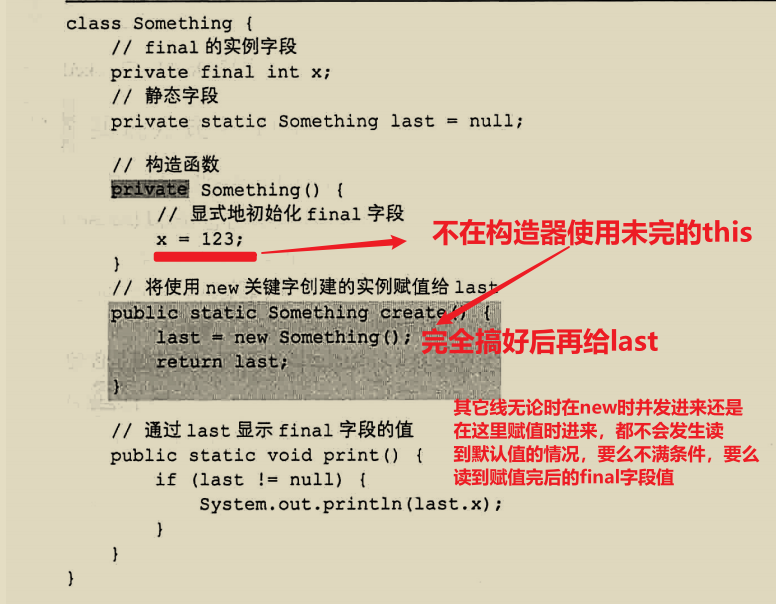 class Something {
// final 的实例字段
private final int x;
// 静态字段
private static Something last = null;
// 构造函数
private Something() {
// 显式地初始化 final 字段
x = 123;
不在构造器使用未完的this
}
// 将使用 new 关键字创建的实例赋值给 last
public static Something create() {
last = new Something();
完全搞好后再给last
return last;
}
其它线无论时在new时并发进来还是
在这里赋值时进来，都不会发生读
到默认值的情况，要么不满条件，要么
读到赋值完后的final字段值
// 通过 last 显示 final 字段的值
public static void print() {
if (last != null) {
System.out.println(last.x);
}
}
}